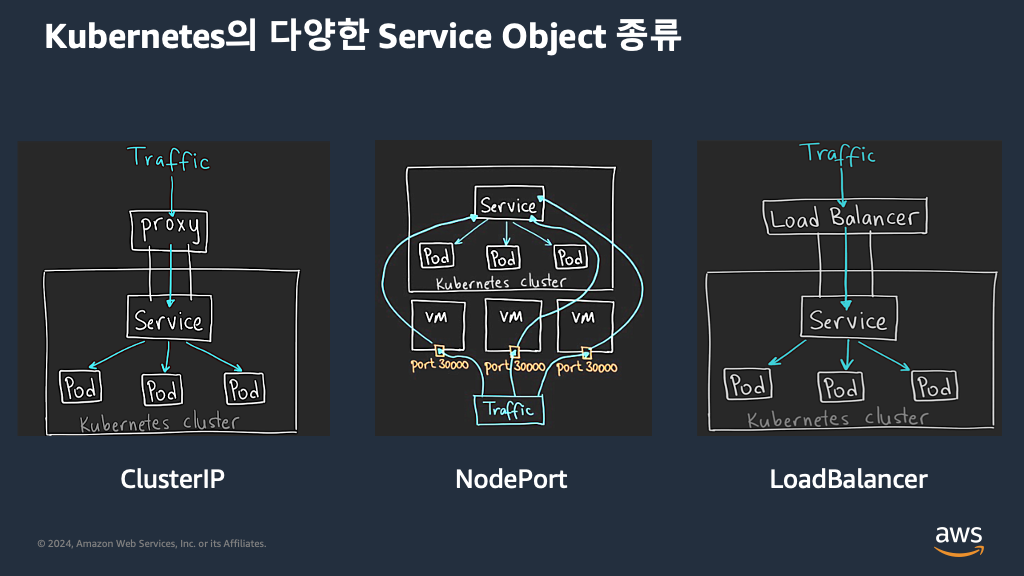 Kubernetes의 다양한 Service Object 종류
Traffic
proxy
Service
Pod Pod Pod
Kubernetes cluster
ClusterIP
Service
Pod Pod Pod
Kubernetes cluster
VM VM VM
port 30000 port 30000 port 30000
Traffic
NodePort
Traffic
Load Balancer
Service
Pod Pod Pod
Kubernetes cluster
LoadBalancer
© 2024, Amazon Web Services, Inc. or its Affiliates.
aws